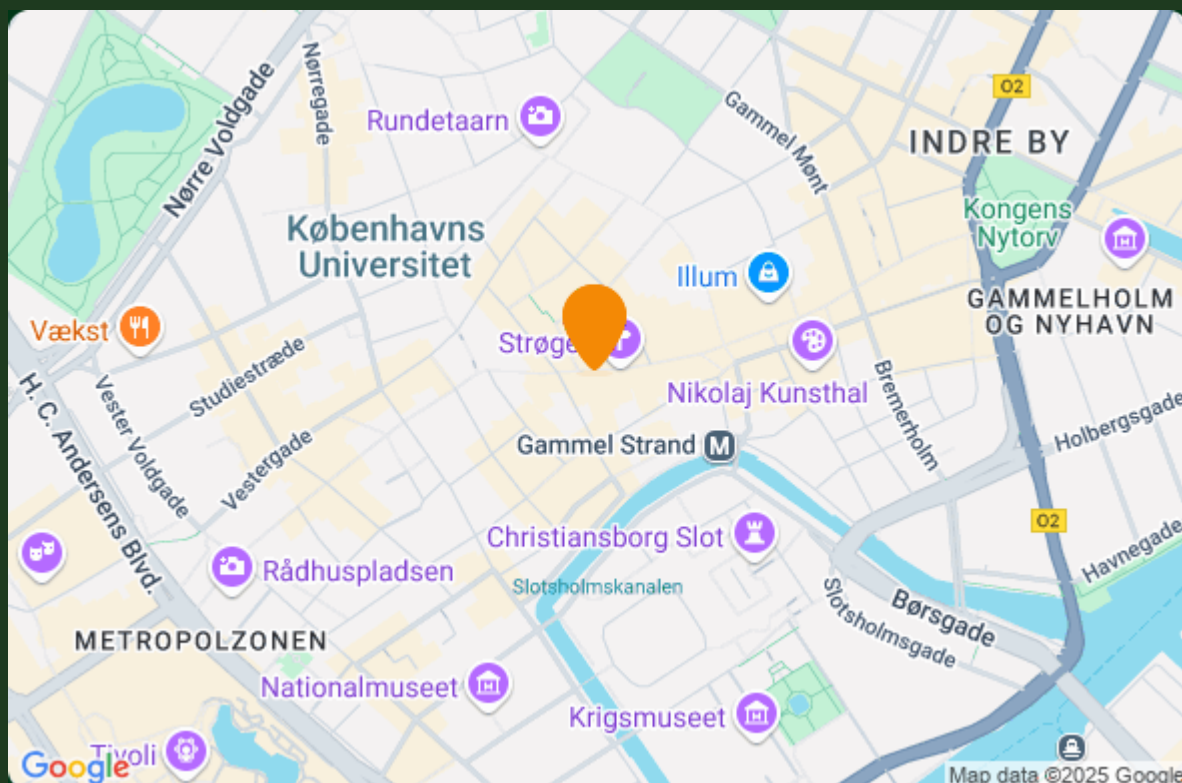 Nørregade
Nørre Voldgade
Rundetaarn
Gammel Mønt
O2
INDRE BY
Københavns
Universitet
Kongens
Nytorv
Illum
GAMMELHOLM
OG NYHAVN
Vækst
Strøge
Studiestræde
Nikolaj Kunsthal
Bremerholm
H. C. Andersens Blvd.
Vester Voldgade
Vestergade
Gammel Strand M
Holbergsgade
O2
Christiansborg Slot
Havnegade
Rådhuspladsen
Slotsholmskanalen
Børsgade
Slotsholmsgade
METROPOLZONEN
Nationalmuseet
Krigsmuseet
Tivoli
Google
Map data ©2025 Google